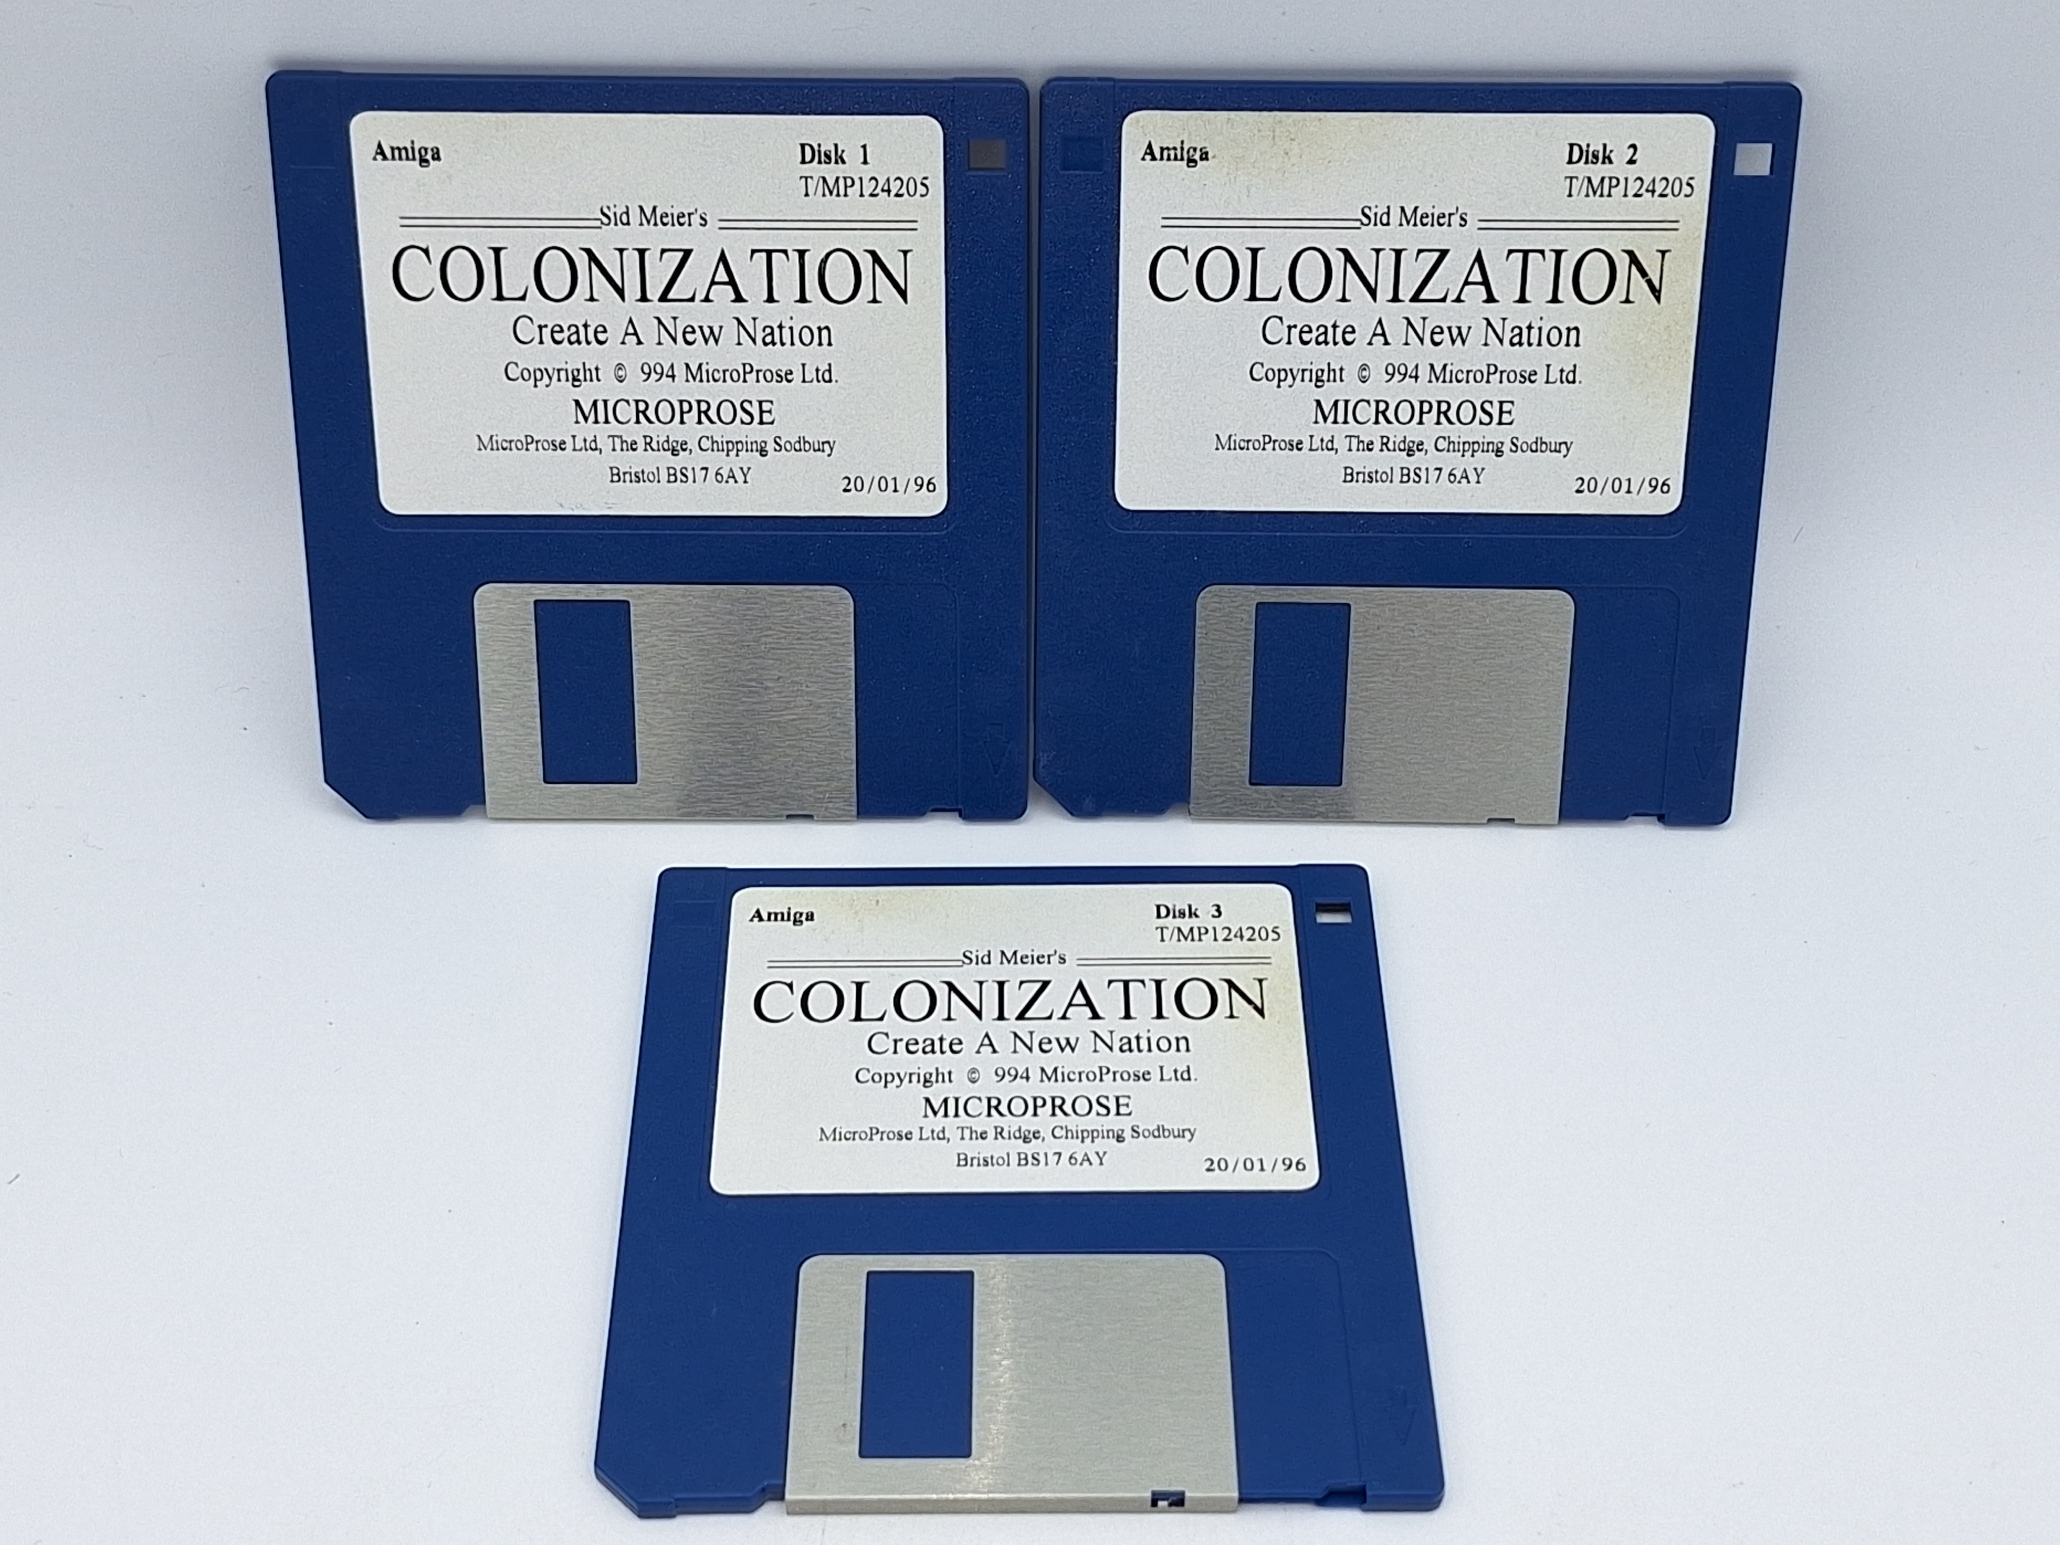 Amiga Disk 1
T/MP124205
Sid Meier's
COLONIZATION
Create A New Nation
Copyright © 994 MicroProse Ltd.
MICROPROSE
MicroProse Ltd, The Ridge, Chipping Sodbury
Bristol BS17 6AY 20/01/96
Amiga Disk 2
T/MP124205
Sid Meier's
COLONIZATION
Create A New Nation
Copyright © 994 MicroProse Ltd.
MICROPROSE
MicroProse Ltd, The Ridge, Chipping Sodbury
Bristol BS17 6AY 20/01/96
Amiga Disk 3
T/MP124205
Sid Meier's
COLONIZATION
Create A New Nation
Copyright © 994 MicroProse Ltd.
MICROPROSE
MicroProse Ltd, The Ridge, Chipping Sodbury
Bristol BS17 6AY 20/01/96